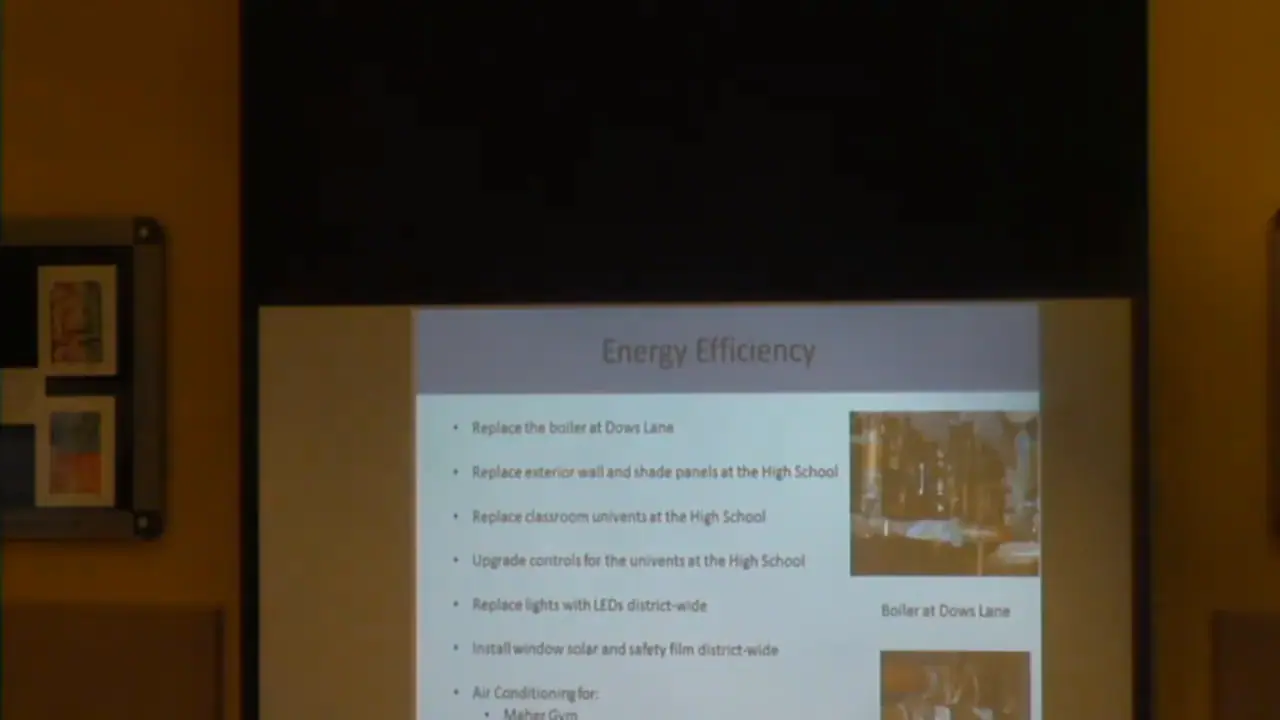 Energy Efficiency
• Replace the boiler at Dows Lane
• Replace exterior wall and shade panels at the High School
• Replace classroom univents at the High School
• Upgrade controls for the univents at the High School
• Replace lights with LEDs district-wide
Boiler at Dows Lane
• Install window solar and safety film district-wide
• Air Conditioning for:
• Maher Gym